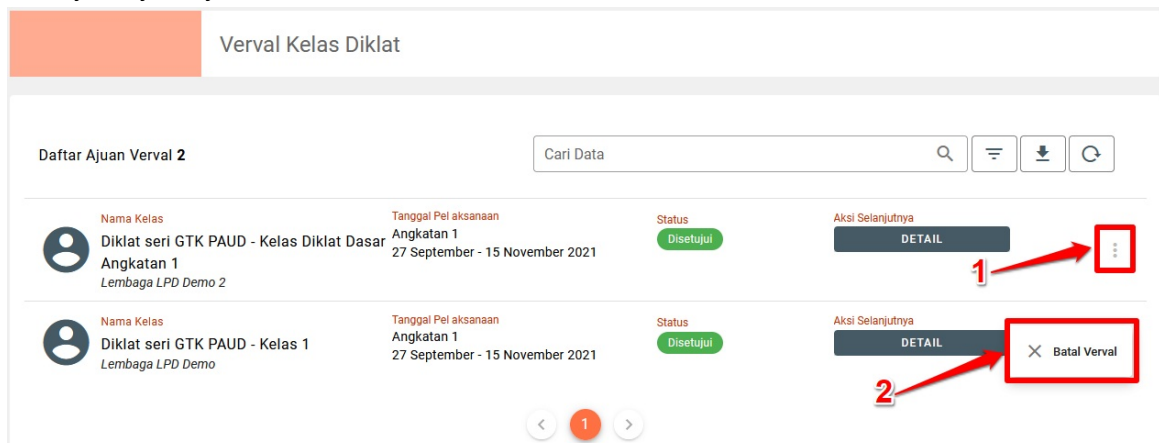 Verval Kelas Diklat
Daftar Ajuan Verval 2
Cari Data
Nama Kelas
Diklat seri GTK PAUD - Kelas Diklat Dasar
Angkatan 1
Lembaga LPD Demo 2
Tanggal Pel aksanaan
Angkatan 1
27 September - 15 November 2021
Status
Disetujui
Aksi Selanjutnya
DETAIL
1
Nama Kelas
Diklat seri GTK PAUD - Kelas 1
Lembaga LPD Demo
Tanggal Pel aksanaan
Angkatan 1
27 September - 15 November 2021
Status
Disetujui
Aksi Selanjutnya
DETAIL
Batal Verval
2
1